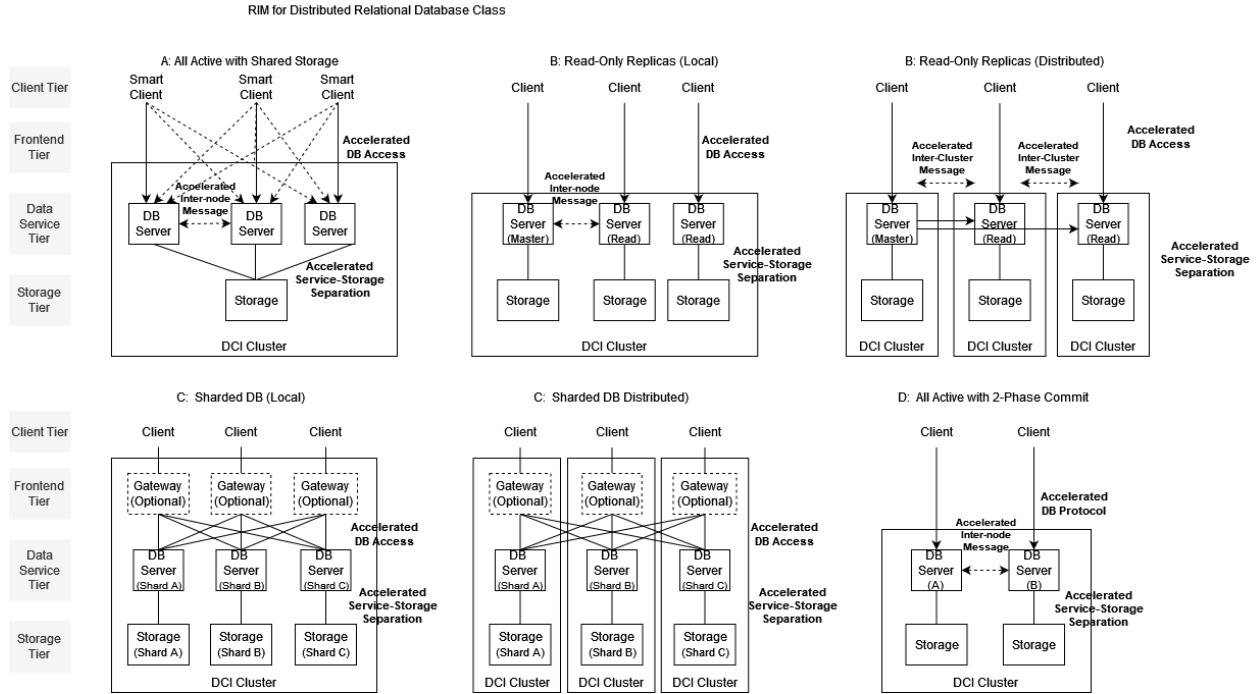 RIM for Distributed Relational Database Class
A: All Active with Shared Storage
B: Read-Only Replicas (Local)
B: Read-Only Replicas (Distributed)
Client Tier
Smart
Client
Smart
Client
Smart
Client
Client
Client
Client
Client
Client
Client
Frontend
Tier
Accelerated
DB Access
Accelerated
DB Access
Accelerated
DB Access
Accelerated
Inter-Cluster
Message
Accelerated
Inter-Cluster
Message
Data
Service
Tier
Accelerated
Inter-node
Message
DB
Server
DB
Server
DB
Server
Accelerated
Inter-node
Message
DB
Server
(Master)
DB
Server
(Read)
DB
Server
(Read)
DB
Server
(Master)
DB
Server
(Read)
DB
Server
(Read)
Accelerated
Service-Storage
Separation
Accelerated
Service-Storage
Separation
Accelerated
Service-Storage
Separation
Storage
Tier
Storage
Storage
Storage
Storage
Storage
Storage
Storage
DCI Cluster
DCI Cluster
DCI Cluster
DCI Cluster
DCI Cluster
C: Sharded DB (Local)
C: Sharded DB Distributed)
D: All Active with 2-Phase Commit
Client Tier
Client
Client
Client
Client
Client
Client
Client
Client
Frontend
Tier
Gateway
(Optional)
Gateway
(Optional)
Gateway
(Optional)
Gateway
(Optional)
Gateway
(Optional)
Gateway
(Optional)
Accelerated
DB Access
Accelerated
DB Access
Accelerated
DB Protocol
Accelerated
Inter-node
Message
Data
Service
Tier
DB
Server
(Shard A)
DB
Server
(Shard B)
DB
Server
(Shard C)
DB
Server
(Shard A)
DB
Server
(Shard B)
DB
Server
(Shard C)
DB
Server
(A)
DB
Server
(B)
Accelerated
Service-Storage
Separation
Accelerated
Service-Storage
Separation
Accelerated
Service-Storage
Separation
Storage
Tier
Storage
(Shard A)
Storage
(Shard B)
Storage
(Shard C)
Storage
(Shard A)
Storage
(Shard B)
Storage
(Shard C)
Storage
Storage
DCI Cluster
DCI Cluster
DCI Cluster